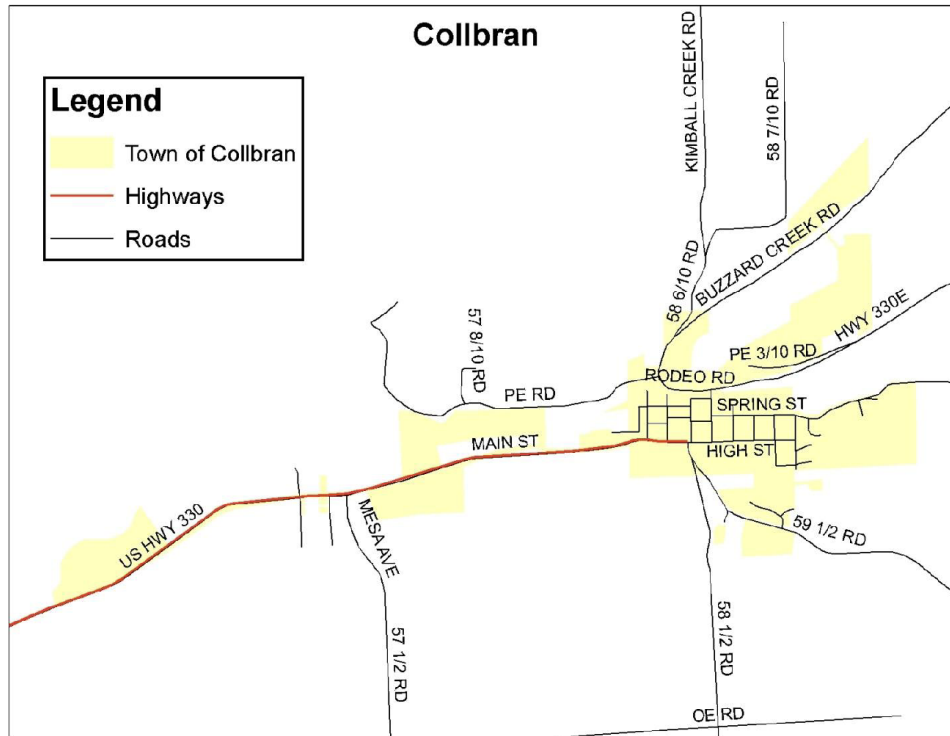 Collbran
Legend
Town of Collbran
Highways
Roads
KIMBALL CREEK RD
58 7/10 RD
58 6/10 RD
BUZZARD CREEK RD
57 8/10 RD
PE 3/10 RD
HWY 330E
RODEO RD
PE RD
SPRING ST
MAIN ST
HIGH ST
US HWY 330
MESA AVE
59 1/2 RD
57 1/2 RD
58 1/2 RD
OE RD